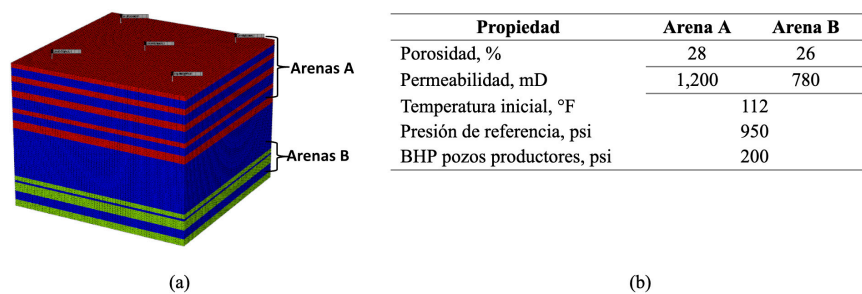 Arenas A
Arenas B
(a)
Propiedad Arena A Arena B
Porosidad, % 28 26
Permeabilidad, mD 1,200 780
Temperatura inicial, °F 112
Presión de referencia, psi 950
BHP pozos productores, psi 200
(b)